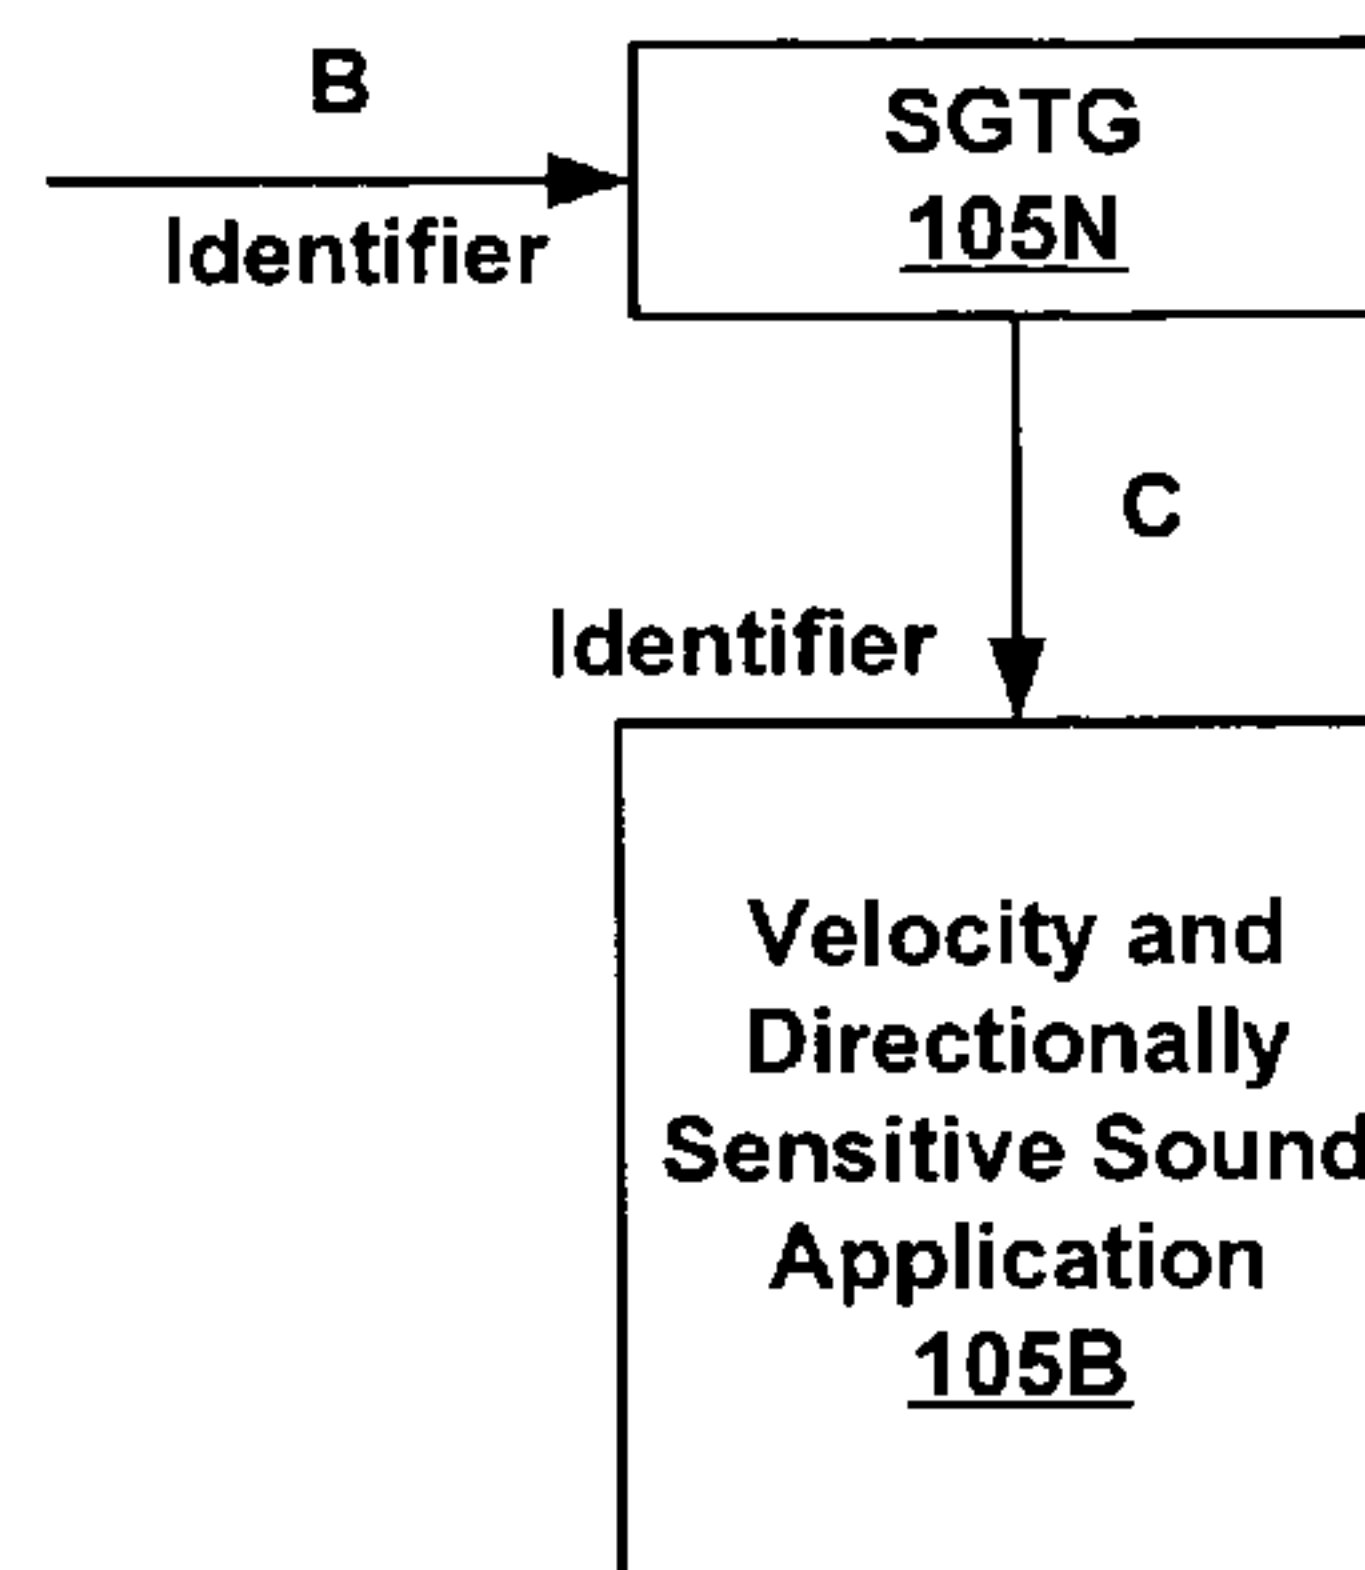 B
SGTG
105N
Identifier
C
Identifier
Velocity and
Directionally
Sensitive Sound
Application
105B